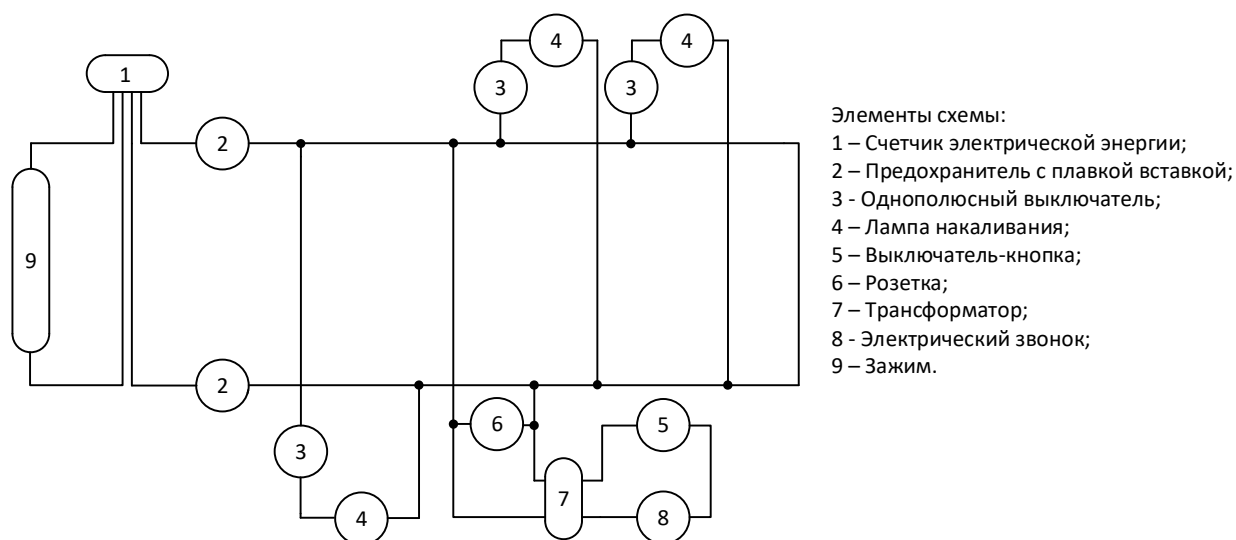 4
4
3
3
1
2
9
2
6
5
3
7
4
8
Элементы схемы:
1 – Счетчик электрической энергии;
2 – Предохранитель с плавкой вставкой;
3 - Однополюсный выключатель;
4 – Лампа накаливания;
5 – Выключатель-кнопка;
6 – Розетка;
7 – Трансформатор;
8 - Электрический звонок;
9 – Зажим.